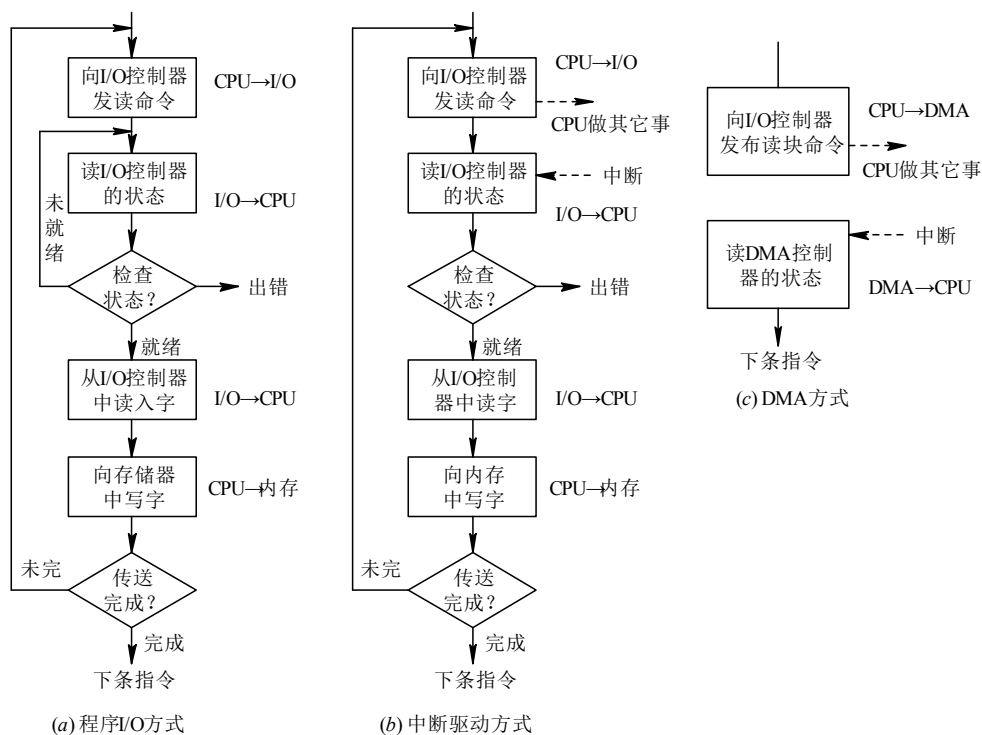 向I/O控制器
发读命令
CPU→I/O
读I/O控制器
的状态
I/O→CPU
未
就
绪
检查
状态?
出错
就绪
从I/O控制器
中读入字
I/O→CPU
向存储器
中写字
CPU→内存
未完
传送
完成?
完成
下条指令
(a) 程序I/O方式
向I/O控制器
发读命令
CPU→I/O
CPU做其它事
读I/O控制器
的状态
中断
I/O→CPU
检查
状态?
出错
就绪
从I/O控制
器中读字
I/O→CPU
向内存
中写字
CPU→内存
未完
传送
完成?
完成
下条指令
(b) 中断驱动方式
向I/O控制器
发布读块命令
CPU→DMA
CPU做其它事
读DMA控制
器的状态
中断
DMA→CPU
下条指令
(c) DMA方式